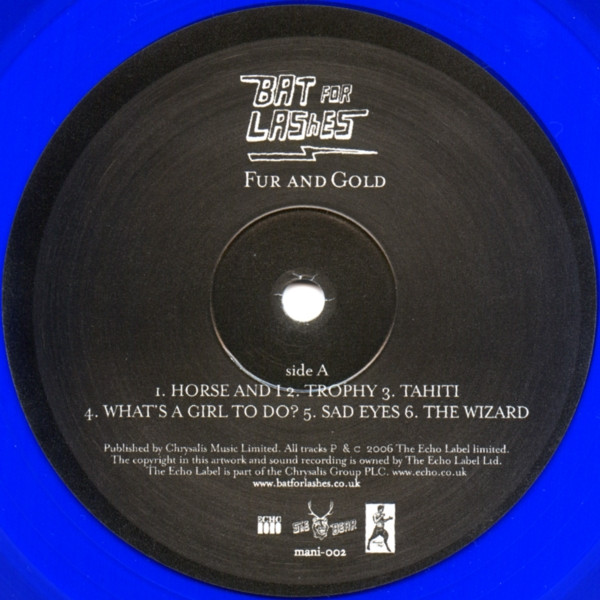 BAT FOR
LASHES
FUR AND GOLD
side A
1. HORSE AND I 2. TROPHY 3. TAHITI
4. WHAT'S A GIRL TO DO? 5. SAD EYES 6. THE WIZARD
Published by Chrysalis Music Limited. All tracks P & C 2006 The Echo Label limited.
The copyright in this artwork and sound recording is owned by The Echo Label Ltd.
The Echo Label is part of the Chrysalis Group PLC. www.echo.co.uk
www.batforlashes.co.uk
ECHO SHE BEAR
mani-002